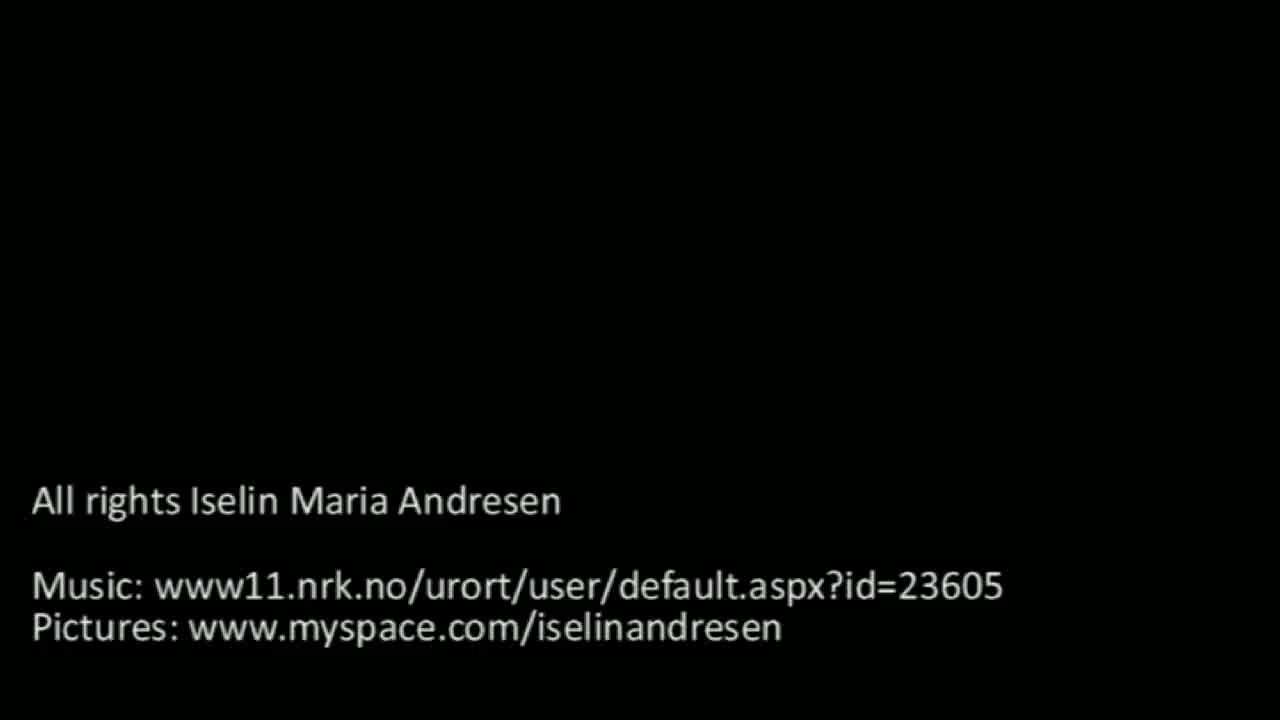 All rights Iselin Maria Andresen
Music: www11.nrk.no/urort/user/default.aspx?id=23605
Pictures: www.myspace.com/iselinandresen